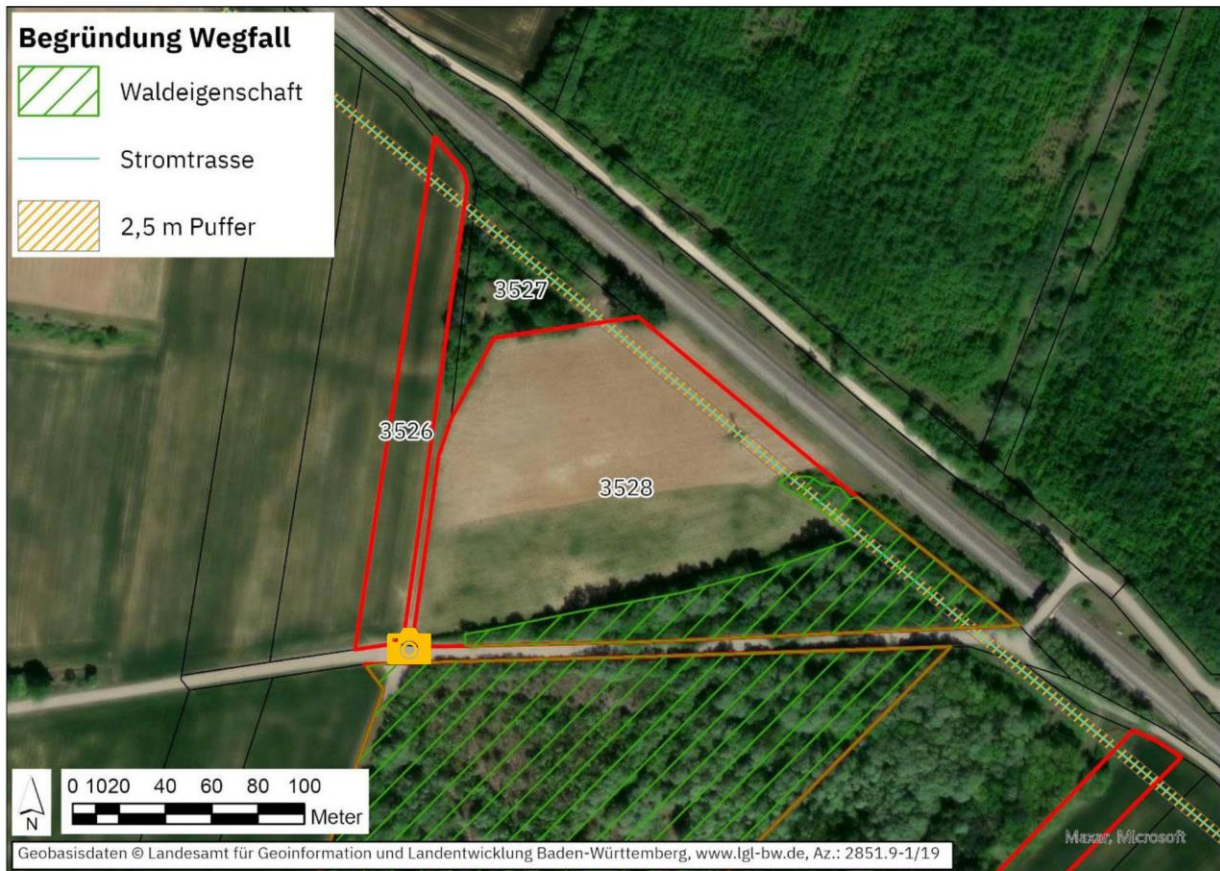 Begründung Wegfall
Waldeigenschaft
Stromtrasse
2,5 m Puffer
3527
3526
3528
0 1020 40 60 80 100
Meter
N
Maxar, Microsoft
Geobasisdaten © Landesamt für Geoinformation und Landentwicklung Baden-Württemberg, www.lgl-bw.de, Az.: 2851.9-1/19